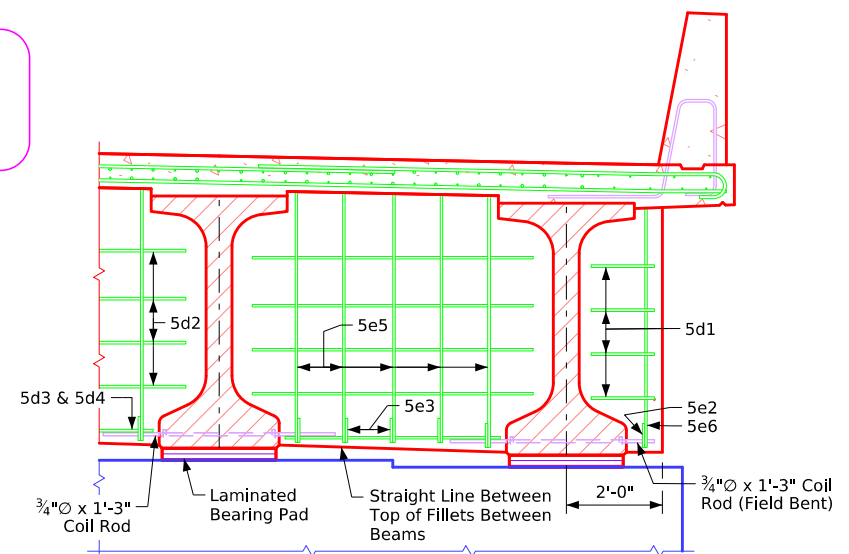 5d2
5e5
5d1
5d3 & 5d4
5e3
5e2
5e6
¾"Ø x 1'-3"
Coil Rod
Laminated
Bearing Pad
Straight Line Between
Top of Fillets Between
Beams
2'-0"
¾"Ø x 1'-3" Coil
Rod (Field Bent)